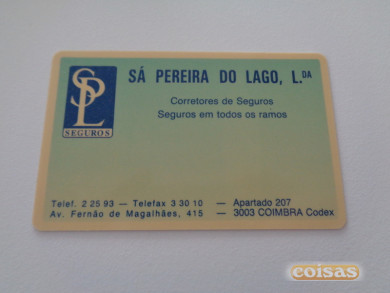 SPL
SEGUROS
SÁ PEREIRA DO LAGO, L.DA
Corretores de Seguros
Seguros em todos os ramos
Telef. 2 25 93 — Telefax 3 30 10 — Apartado 207
Av. Fernão de Magalhães, 415 — 3003 COIMBRA Codex
coisas